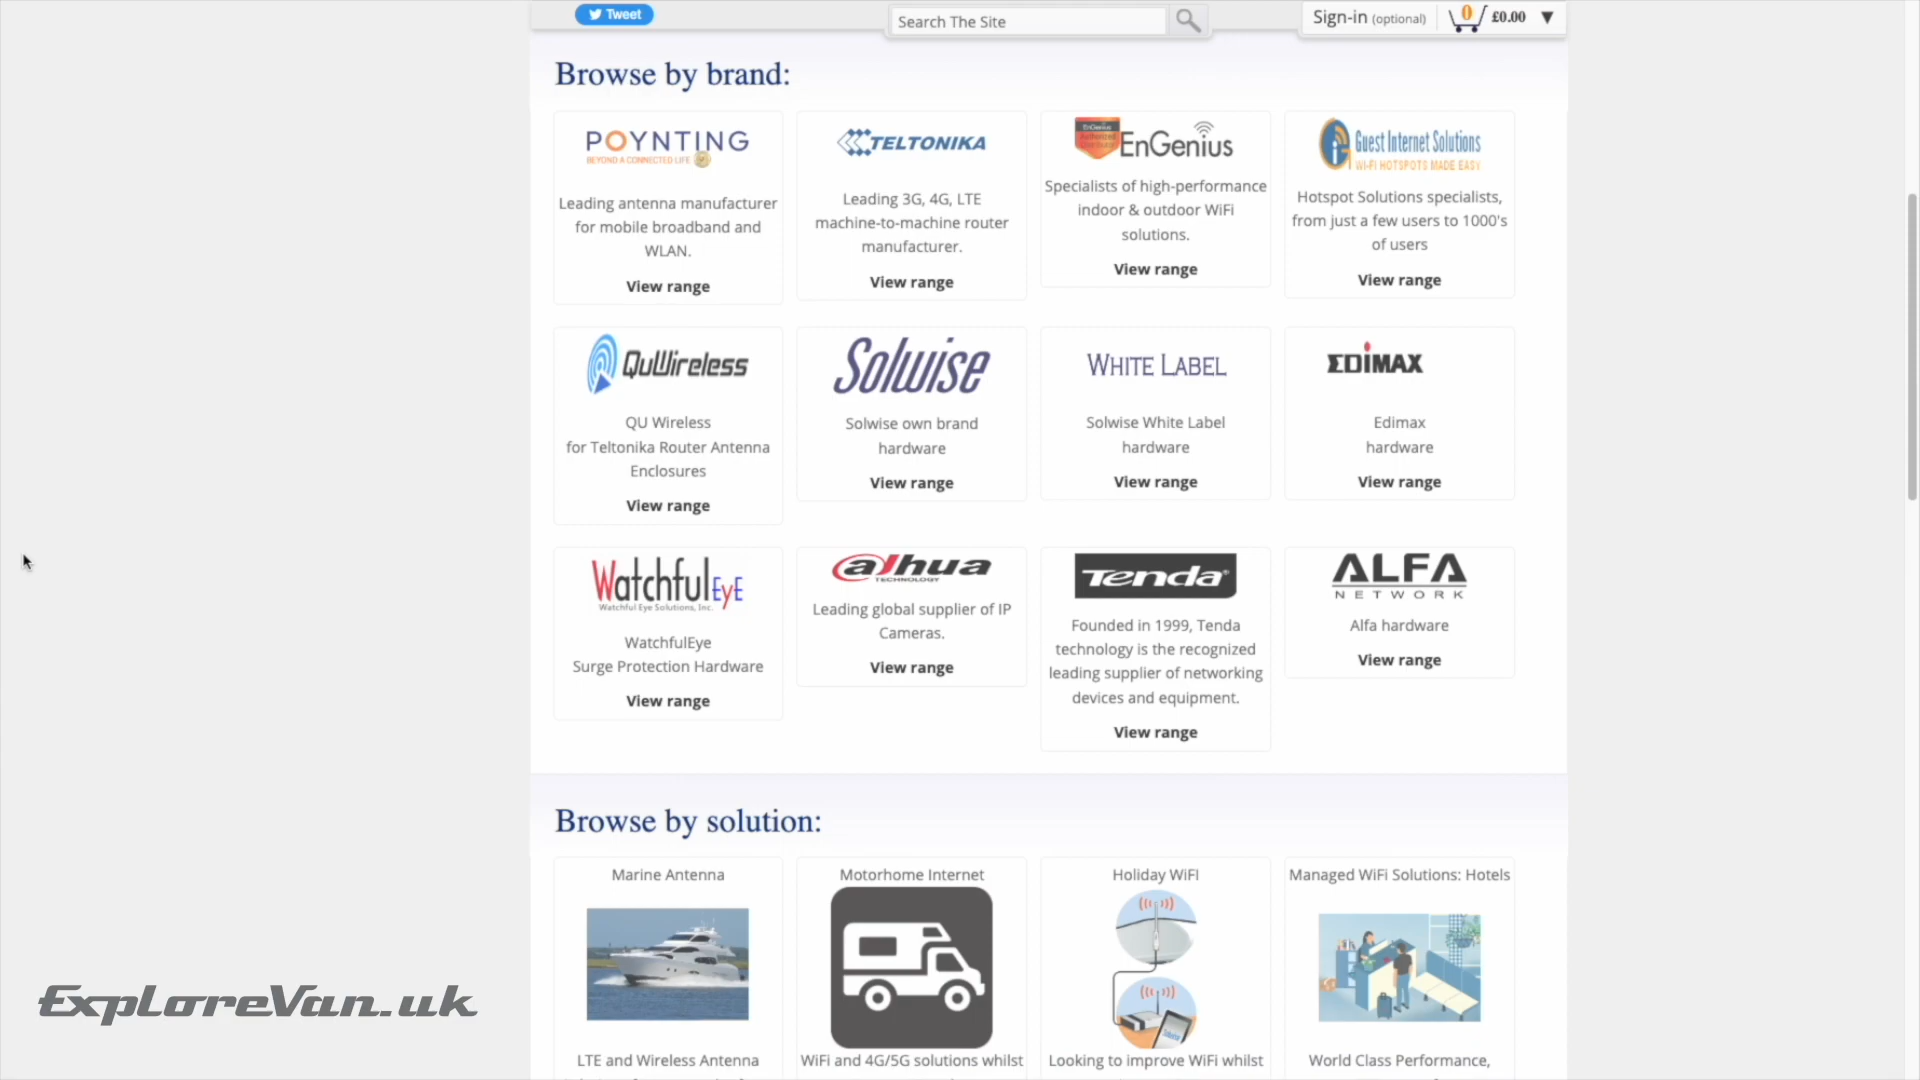 Tweet
Search The Site
Sign-in (optional)
0
£0.00
Browse by brand:
POYNTING
BEYOND A CONNECTED LIFE
Leading antenna manufacturer
for mobile broadband and
WLAN.
View range
TELTONIKA
Leading 3G, 4G, LTE
machine-to-machine router
manufacturer.
View range
EnGenius
Authorized
Distributor
EnGenius
Specialists of high-performance
indoor & outdoor WiFi
solutions.
View range
Guest Internet Solutions
WI-FI HOTSPOTS MADE EASY
Hotspot Solutions specialists,
from just a few users to 1000's
of users
View range
QuWireless
QU Wireless
for Teltonika Router Antenna
Enclosures
View range
Solwise
Solwise own brand
hardware
View range
WHITE LABEL
Solwise White Label
hardware
View range
EDIMAX
Edimax
hardware
View range
Watchful EyE
Watchful Eye Solutions, Inc.
WatchfulEye
Surge Protection Hardware
View range
alhua
TECHNOLOGY
Leading global supplier of IP
Cameras.
View range
Tenda
Founded in 1999, Tenda
technology is the recognized
leading supplier of networking
devices and equipment.
View range
ALFA
NETWORK
Alfa hardware
View range
Browse by solution:
Marine Antenna
LTE and Wireless Antenna
Motorhome Internet
WiFi and 4G/5G solutions whilst
Holiday WiFI
Looking to improve WiFi whilst
Managed WiFi Solutions: Hotels
World Class Performance,
ExploreVan.uk